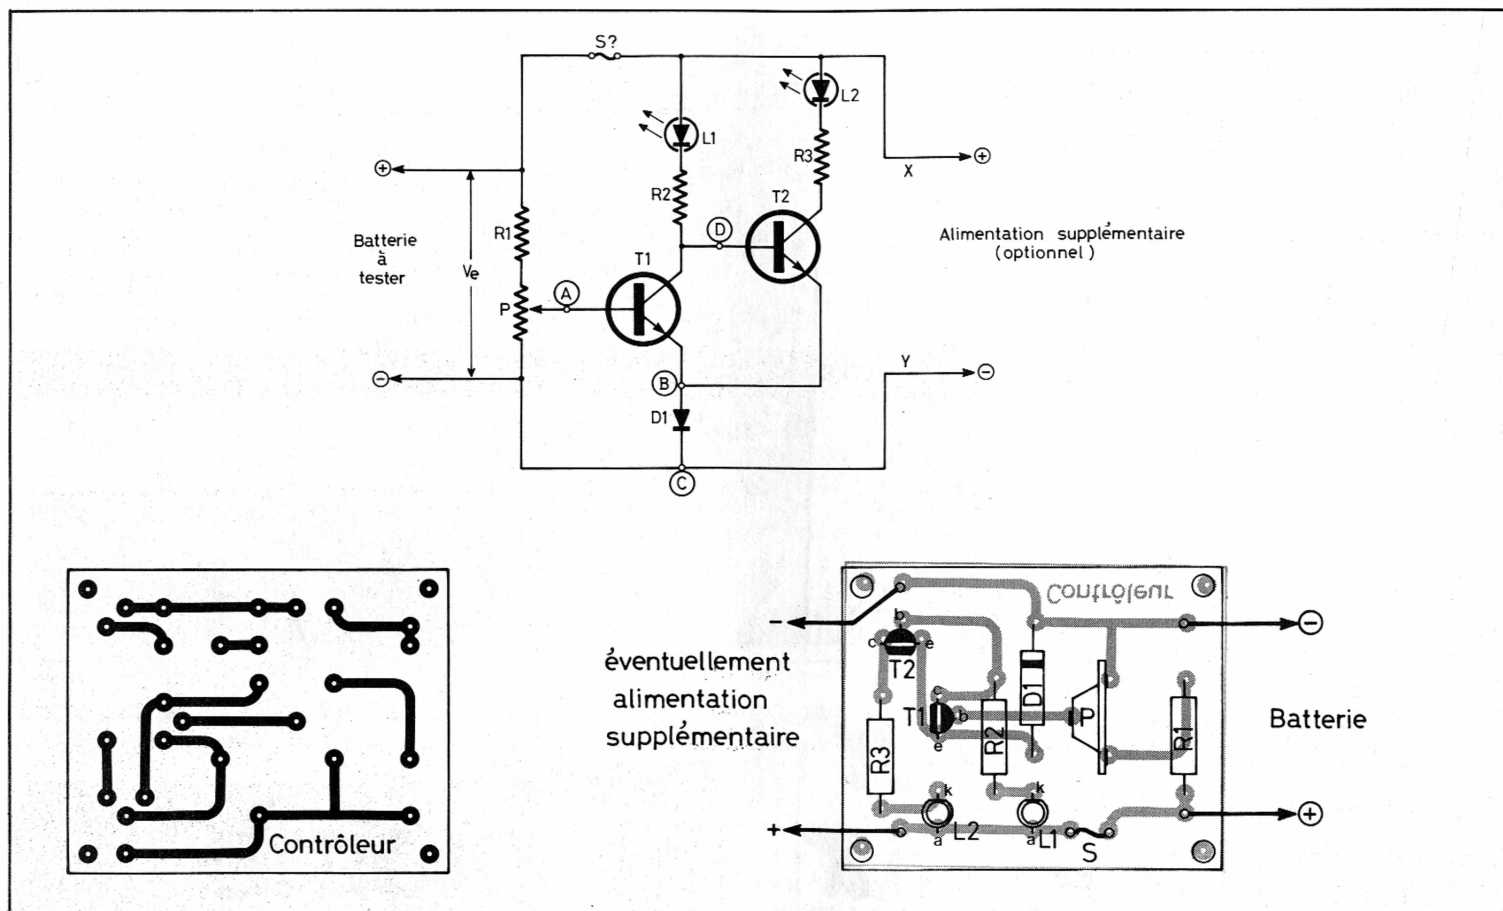 S?
L2
L1
R3
⊕
⊕
X
R2
T2
R1
D
Batterie
à
tester
Ve
Alimentation supplémentaire
(optionnel)
T1
A
P
Y
⊖
⊖
B
D1
C
Contrôleur
Contrôleur
-
⊖
b
c
e
T2
éventuellement
alimentation
supplémentaire
c
T1
b
e
D1
P
R1
R2
R3
Batterie
k
k
L2
L1
a
a
S
+
⊕